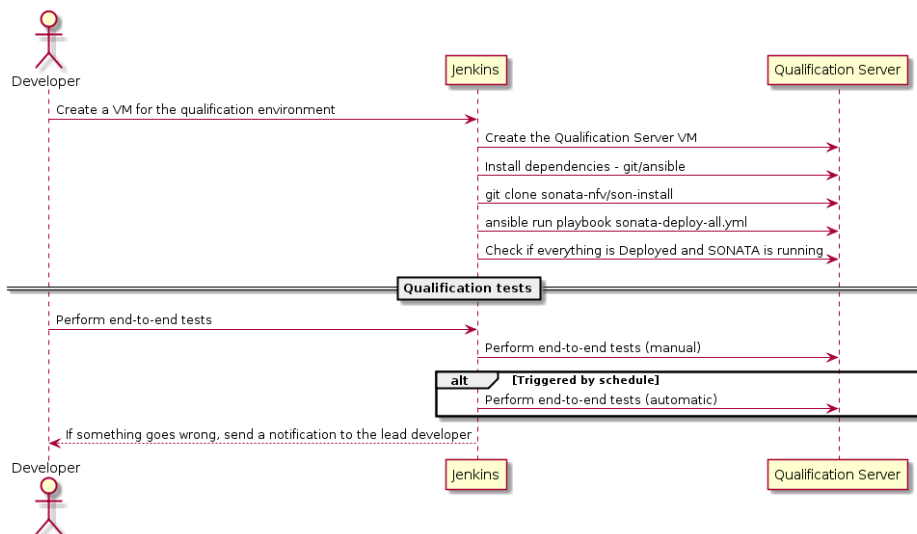 Developer
Jenkins
Qualification Server
Create a VM for the qualification environment
Create the Qualification Server VM
Install dependencies - git/ansible
git clone sonata-nfv/son-install
ansible run playbook sonata-deploy-all.yml
Check if everything is Deployed and SONATA is running
Qualification tests
Perform end-to-end tests
Perform end-to-end tests (manual)
alt
[Triggered by schedule]
Perform end-to-end tests (automatic)
If something goes wrong, send a notification to the lead developer
Developer
Jenkins
Qualification Server